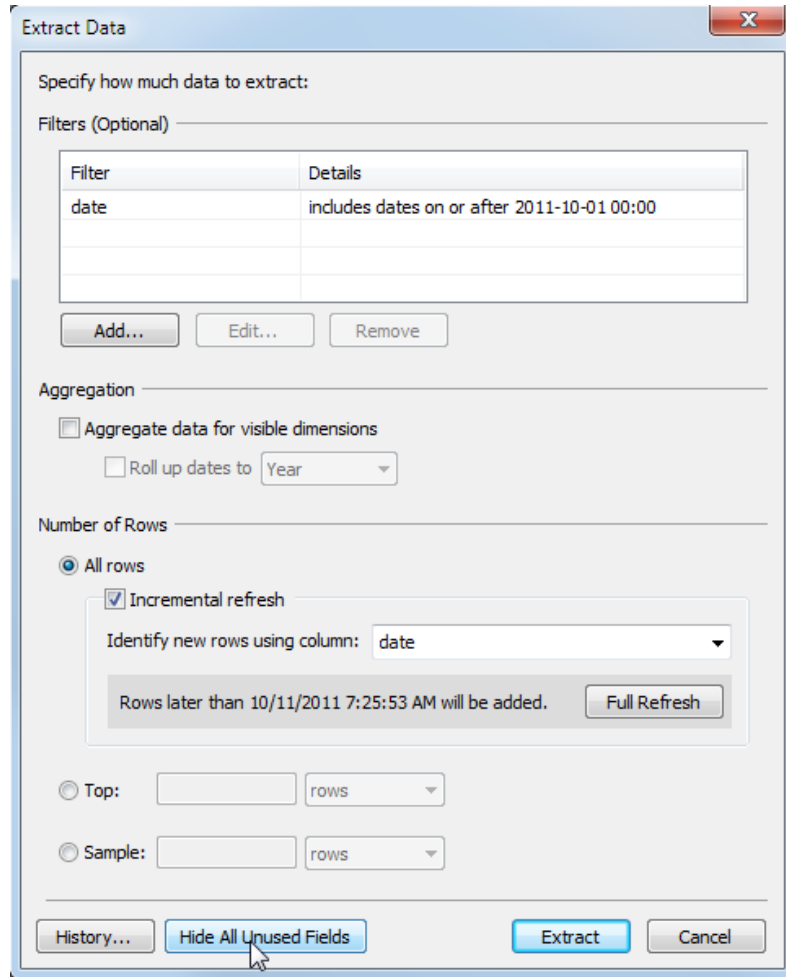 Extract Data
Specify how much data to extract:
Filters (Optional)
Filter Details
date includes dates on or after 2011-10-01 00:00
Add... Edit... Remove
Aggregation
Aggregate data for visible dimensions
Roll up dates to Year
Number of Rows
All rows
Incremental refresh
Identify new rows using column: date
Rows later than 10/11/2011 7:25:53 AM will be added. Full Refresh
Top: rows
Sample: rows
History... Hide All Unused Fields Extract Cancel